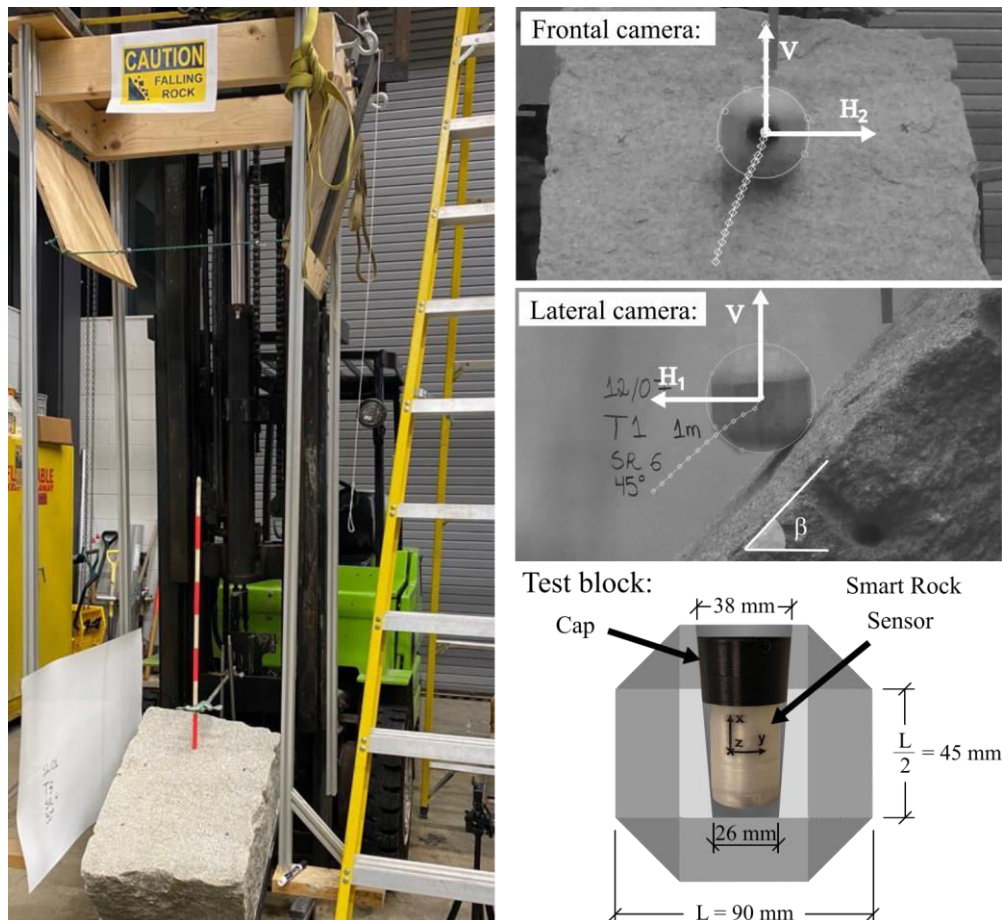 CAUTION
FALLING
ROCK
Frontal camera:
V
H₂
Lateral camera:
V
H₁
T1 1m
SR 6
45°
β
Test block:
38 mm
Smart Rock
Sensor
Cap
x
z y
L/2 = 45 mm
26 mm
L = 90 mm